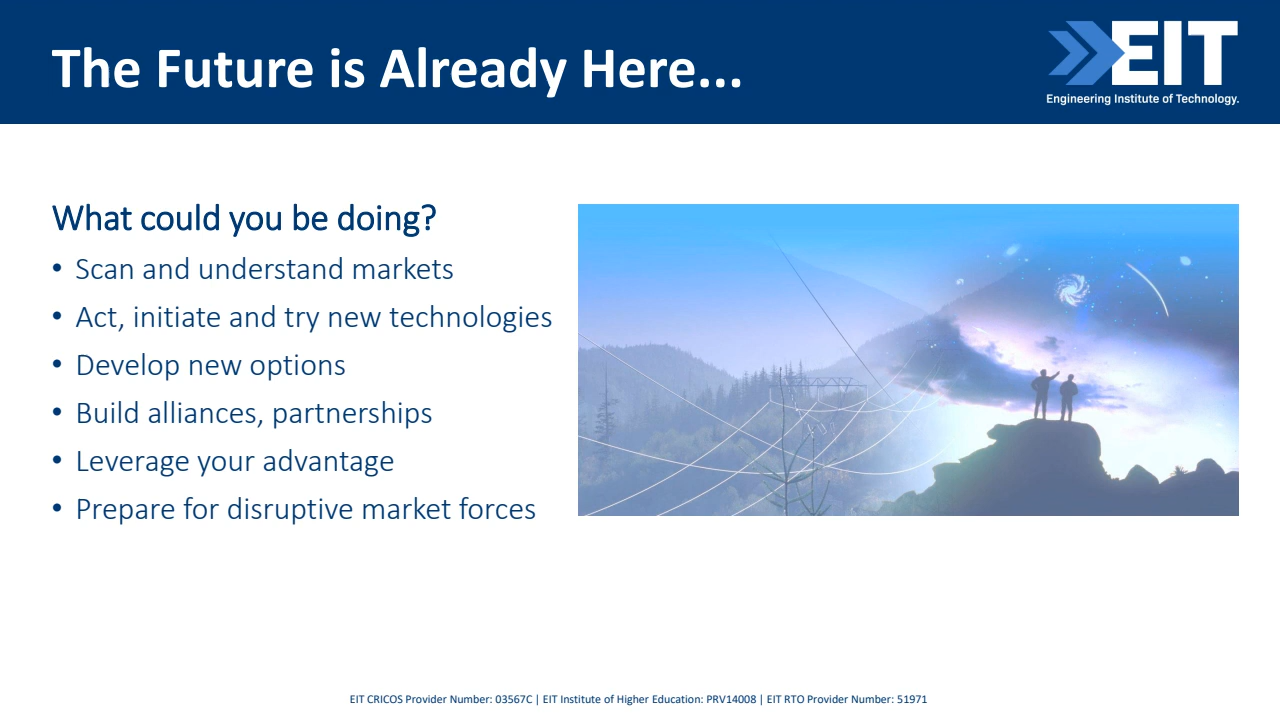 The Future is Already Here...
EIT
Engineering Institute of Technology.
What could you be doing?
• Scan and understand markets
• Act, initiate and try new technologies
• Develop new options
• Build alliances, partnerships
• Leverage your advantage
• Prepare for disruptive market forces
EIT CRICOS Provider Number: 03567C | EIT Institute of Higher Education: PRV14008 | EIT RTO Provider Number: 51971